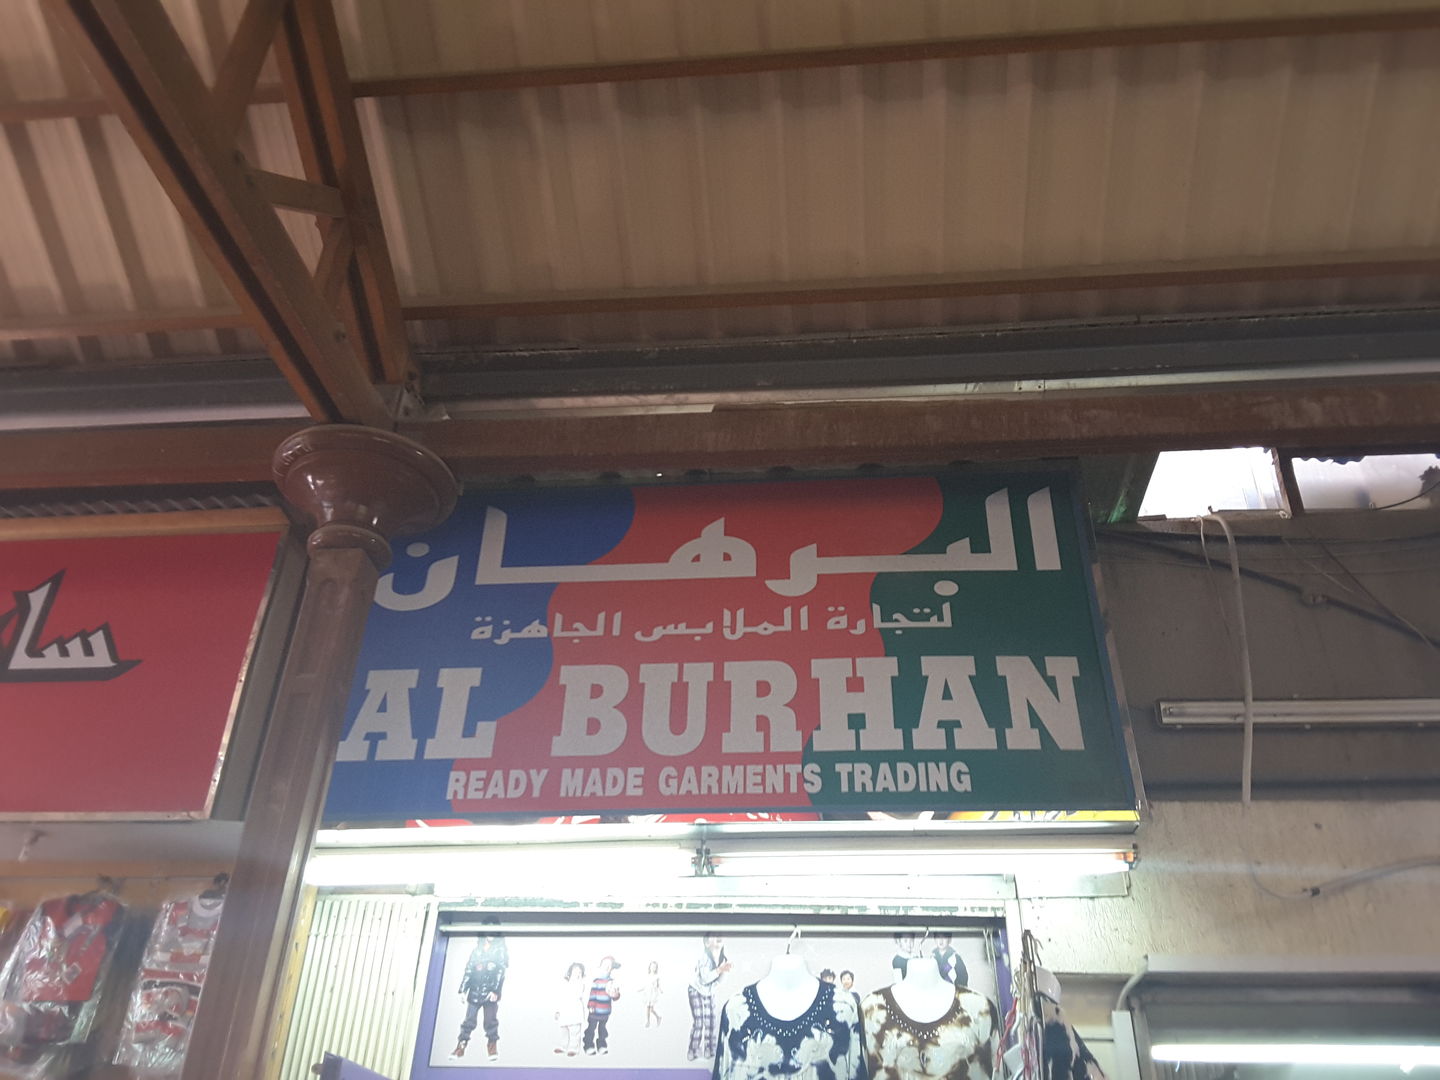 البرهان
لتجارة الملابس الجاهزة
AL BURHAN
READY MADE GARMENTS TRADING